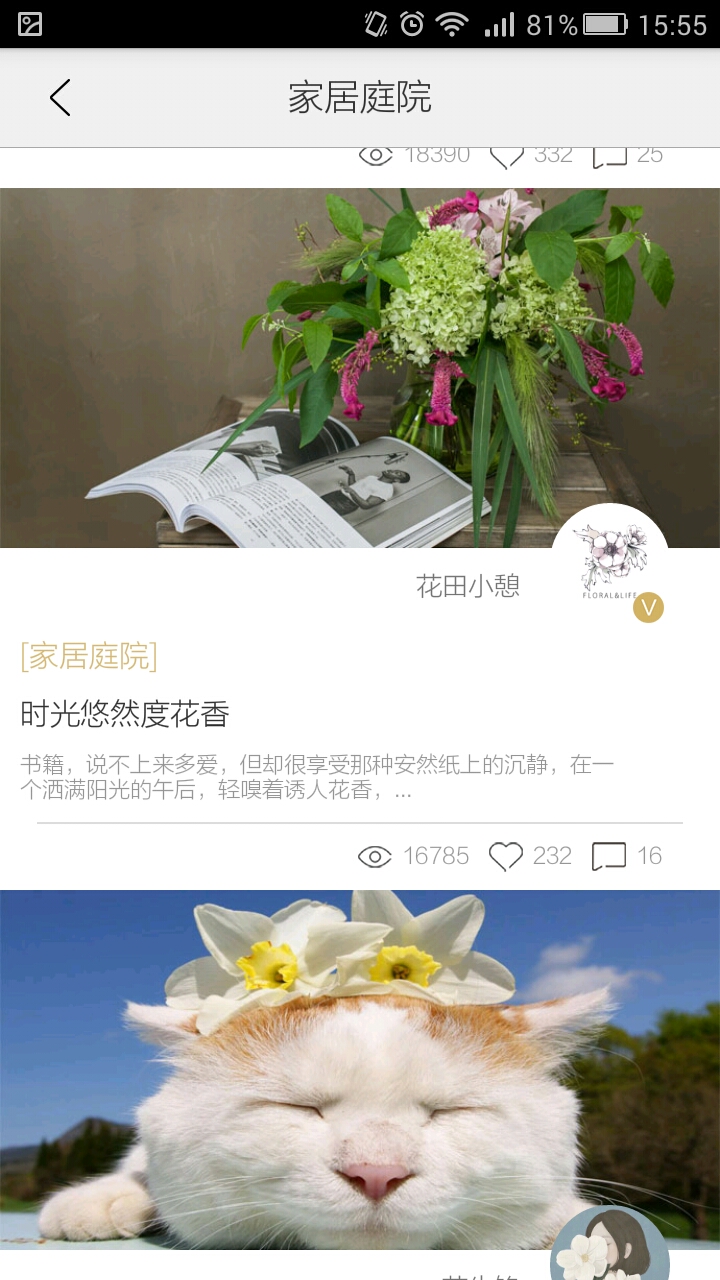 81% 15:55
家居庭院
18390 332 25
花田小憩
FLORAL&LIFE
V
[家居庭院]
时光悠然度花香
书籍，说不上来多爱，但却很享受那种安然纸上的沉静，在一
个洒满阳光的午后，轻嗅着诱人花香，...
16785 232 16